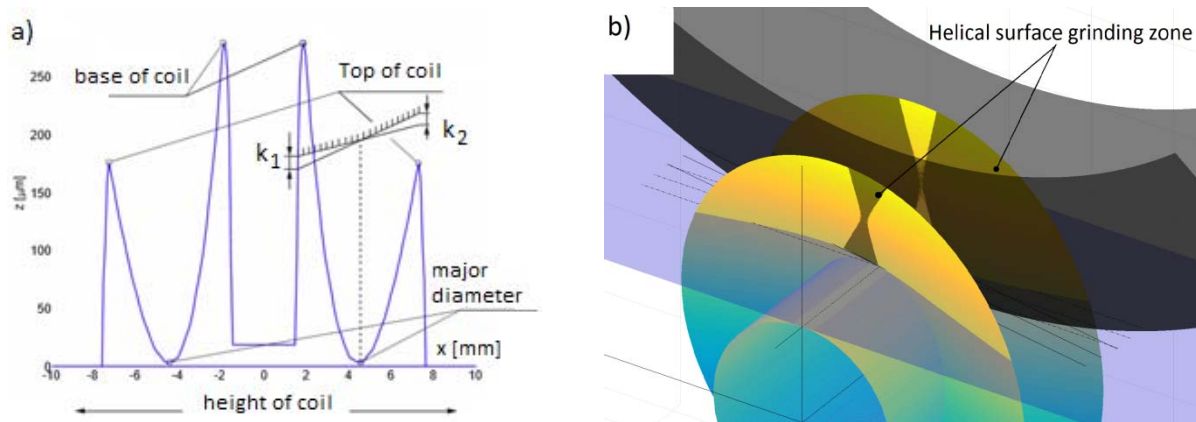 a)
base of coil
Top of coil
z [μm]
250
200
150
100
50
0
k1
k2
major
diameter
x [mm]
-10 -8 -6 -4 -2 0 2 4 6 8 10
height of coil
b)
Helical surface grinding zone